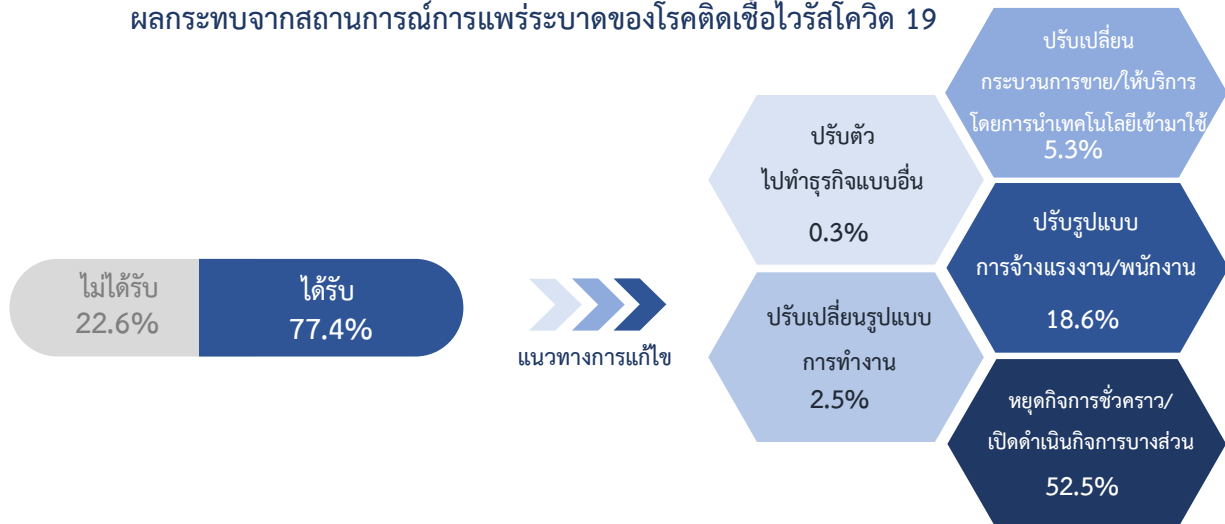 ผลกระทบจากสถานการณ์การแพร่ระบาดของโรคติดเชื้อไวรัสโควิด 19
ไม่ได้รับ
22.6%
ได้รับ
77.4%
แนวทางการแก้ไข
ปรับตัว
ไปทำธุรกิจแบบอื่น
0.3%
ปรับเปลี่ยนรูปแบบ
การทำงาน
2.5%
ปรับเปลี่ยน
กระบวนการขาย/ให้บริการ
โดยการนำเทคโนโลยีเข้ามาใช้
5.3%
ปรับรูปแบบ
การจ้างแรงงาน/พนักงาน
18.6%
หยุดกิจการชั่วคราว/
เปิดดำเนินกิจการบางส่วน
52.5%